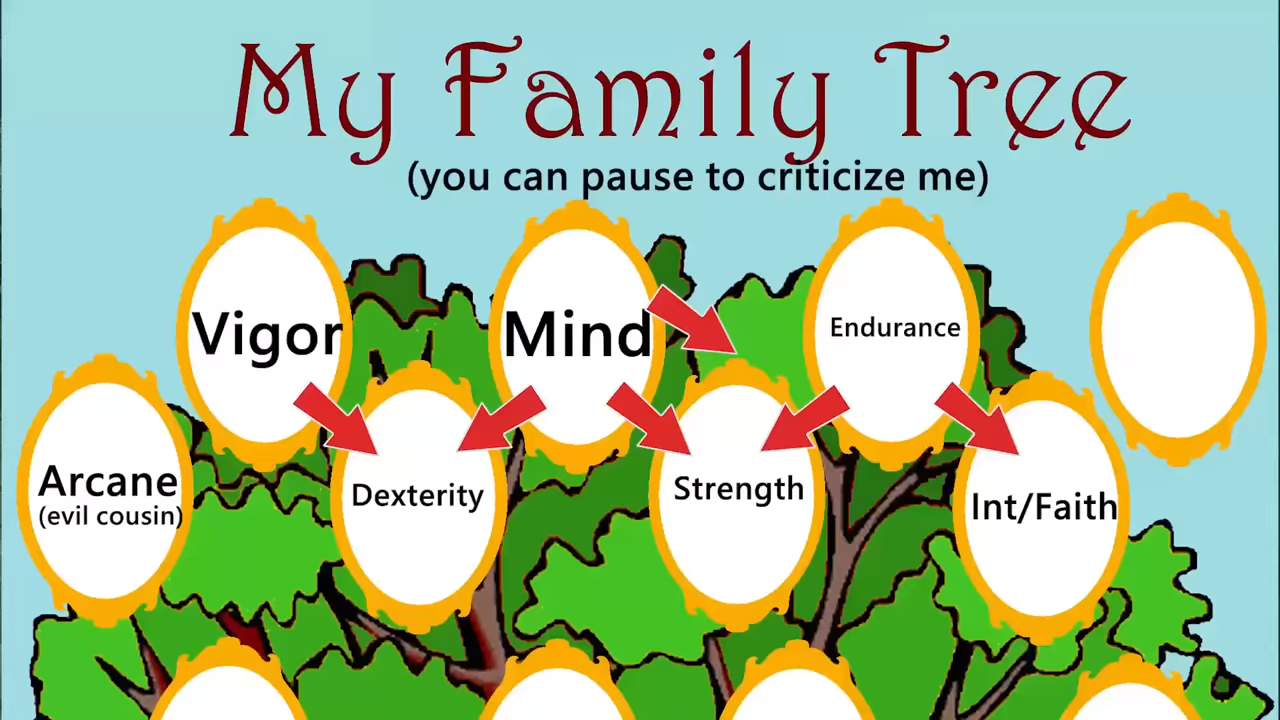 My Family Tree
(you can pause to criticize me)
Vigor
Mind
Endurance
Arcane
(evil cousin)
Dexterity
Strength
Int/Faith